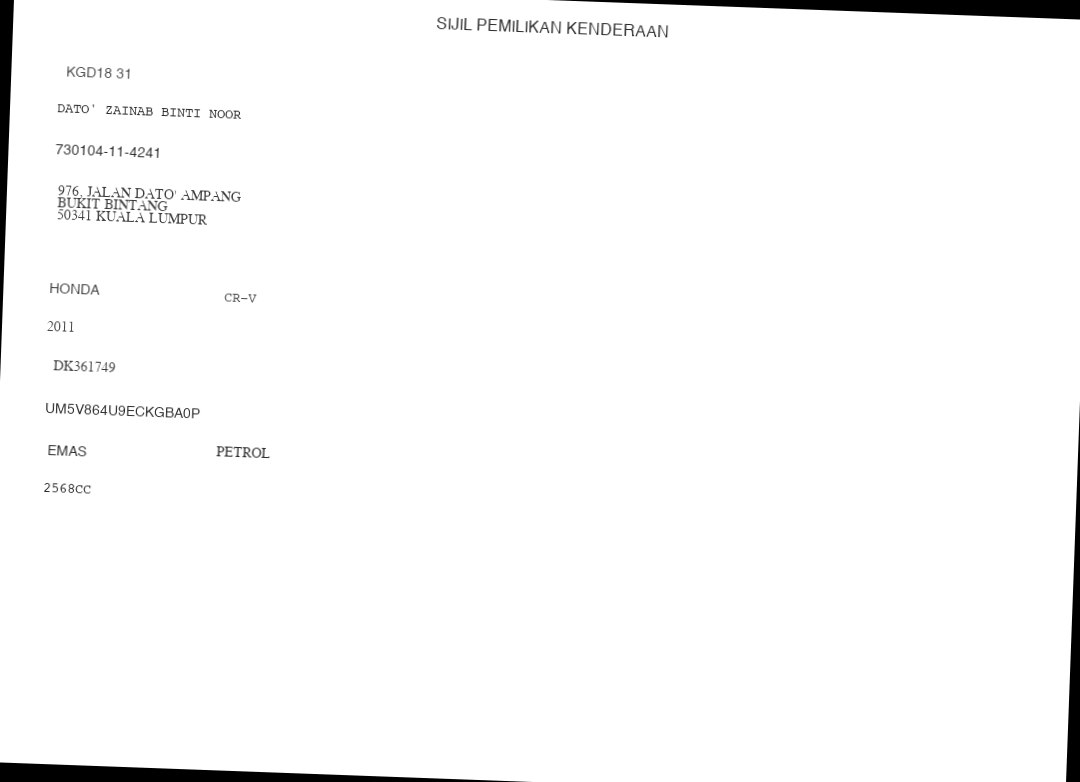 SIJIL PEMILIKAN KENDERAAN
KGD18 31
DATO' ZAINAB BINTI NOOR
730104-11-4241
976, JALAN DATO' AMPANG
BUKIT BINTANG
50341 KUALA LUMPUR
HONDA CR-V
2011
DK361749
UM5V864U9ECKGBA0P
EMAS PETROL
2568CC